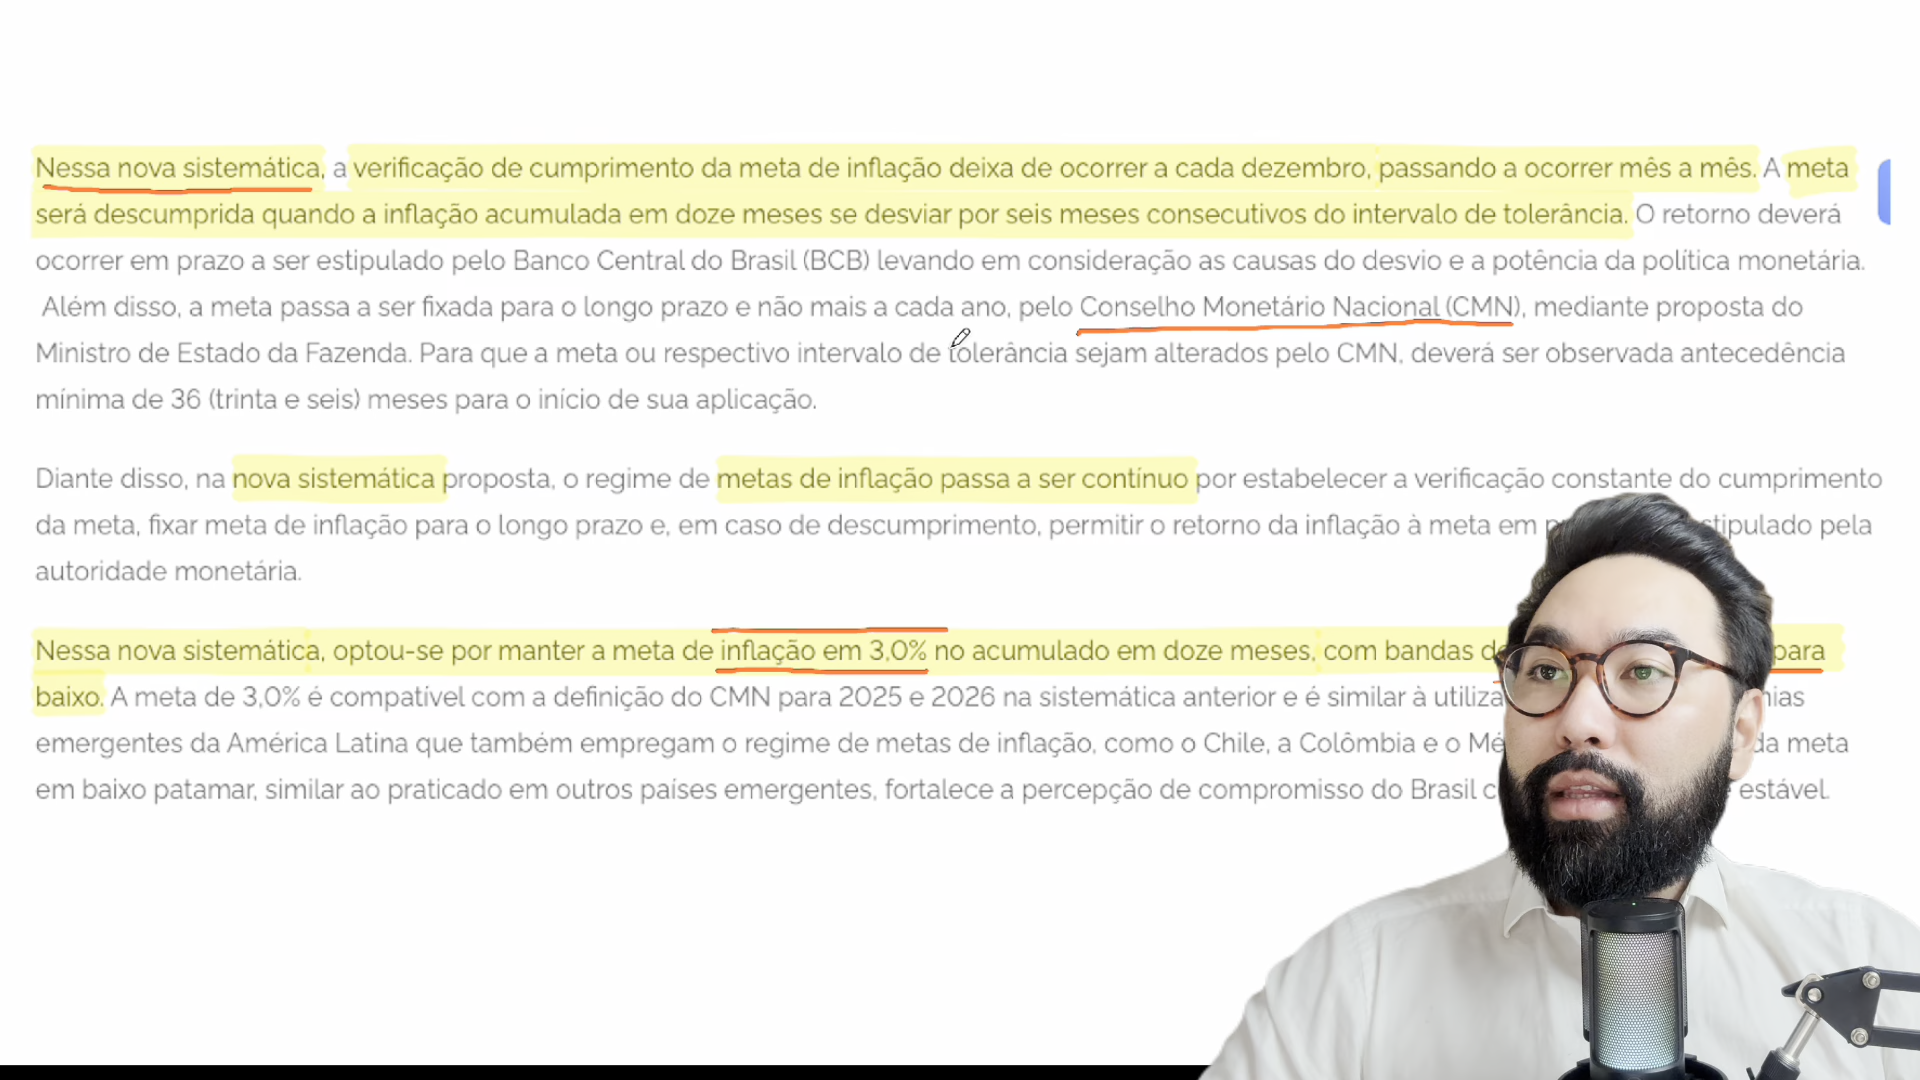 Nessa nova sistemática, a verificação de cumprimento da meta de inflação deixa de ocorrer a cada dezembro, passando a ocorrer mês a mês. A meta
será descumprida quando a inflação acumulada em doze meses se desviar por seis meses consecutivos do intervalo de tolerância. O retorno deverá
ocorrer em prazo a ser estipulado pelo Banco Central do Brasil (BCB) levando em consideração as causas do desvio e a potência da política monetária.
Além disso, a meta passa a ser fixada para o longo prazo e não mais a cada ano, pelo Conselho Monetário Nacional (CMN), mediante proposta do
Ministro de Estado da Fazenda. Para que a meta ou respectivo intervalo de tolerância sejam alterados pelo CMN, deverá ser observada antecedência
mínima de 36 (trinta e seis) meses para o início de sua aplicação.
Diante disso, na nova sistemática proposta, o regime de metas de inflação passa a ser contínuo por estabelecer a verificação constante do cumprimento
da meta, fixar meta de inflação para o longo prazo e, em caso de descumprimento, permitir o retorno da inflação à meta em pela
autoridade monetária.
Nessa nova sistemática, optou-se por manter a meta de inflação em 3,0% no acumulado em doze meses, com bandas para
baixo. A meta de 3,0% é compatível com a definição do CMN para 2025 e 2026 na sistemática anterior e é similar à
emergentes da América Latina que também empregam o regime de metas de inflação, como o Chile, a Colômbia e o da meta
em baixo patamar, similar ao praticado em outros países emergentes, fortalece a percepção de compromisso do Brasil estável.